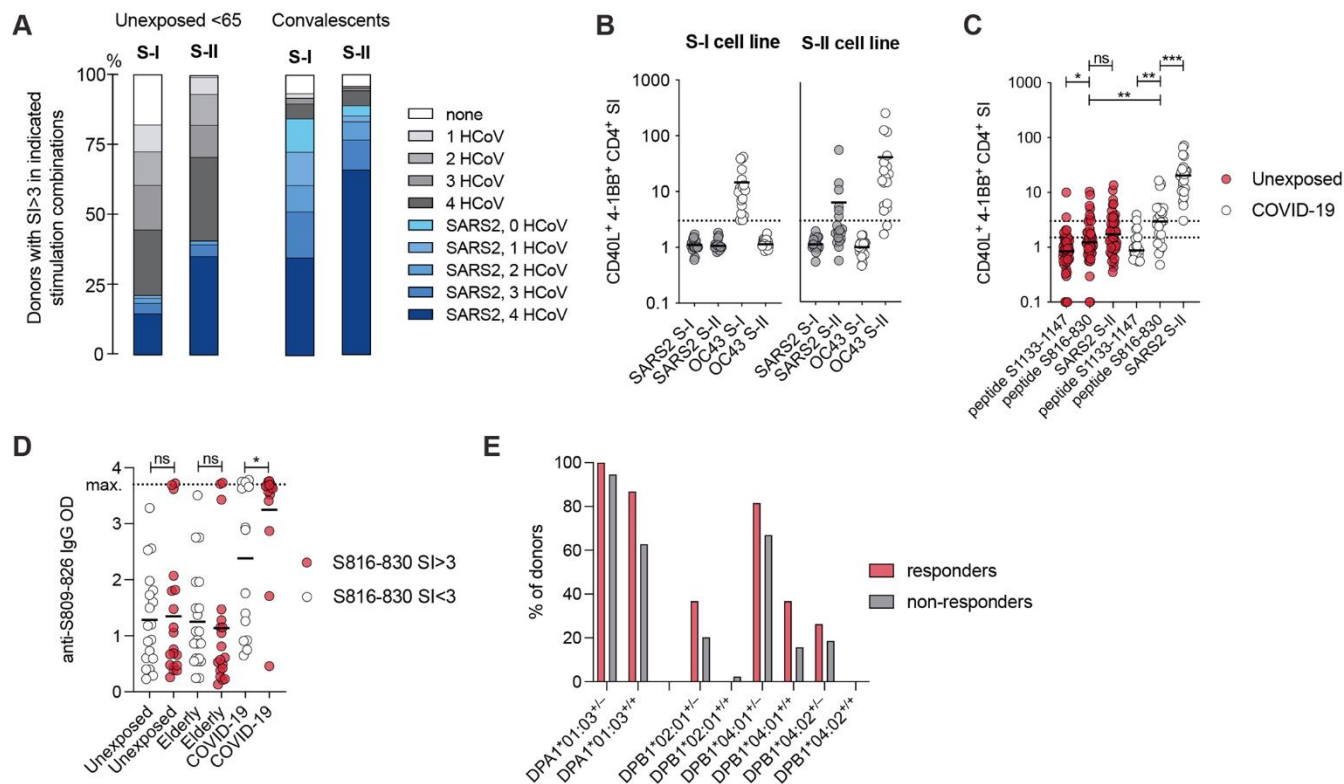 A
Unexposed <65
Convalescents
S-I
S-II
S-I
S-II
%
100
75
50
25
0
Donors with SI>3 in indicated
stimulation combinations
none
1 HCoV
2 HCoV
3 HCoV
4 HCoV
SARS2, 0 HCoV
SARS2, 1 HCoV
SARS2, 2 HCoV
SARS2, 3 HCoV
SARS2, 4 HCoV
B
S-I cell line
S-II cell line
CD40L⁺ 4-1BB⁺ CD4⁺ SI
1000
100
10
1
0.1
SARS2 S-I
SARS2 S-II
OC43 S-I
OC43 S-II
SARS2 S-I
SARS2 S-II
OC43 S-I
OC43 S-II
C
ns
***
*
**
**
CD40L⁺ 4-1BB⁺ CD4⁺ SI
1000
100
10
1
0.1
peptide S1133-1147
peptide S816-830
SARS2 S-II
peptide S1133-1147
peptide S816-830
SARS2 S-II
Unexposed
COVID-19
D
ns
ns
*
anti-S809-826 IgG OD
4
max.
3
2
1
0
Unexposed
Unexposed
Elderly
Elderly
COVID-19
COVID-19
S816-830 SI>3
S816-830 SI<3
E
% of donors
100
80
60
40
20
0
DPA1*01:03⁺/⁻
DPA1*01:03⁺/⁺
DPB1*02:01⁺/⁻
DPB1*02:01⁺/⁺
DPB1*04:01⁺/⁻
DPB1*04:01⁺/⁺
DPB1*04:02⁺/⁻
DPB1*04:02⁺/⁺
responders
non-responders